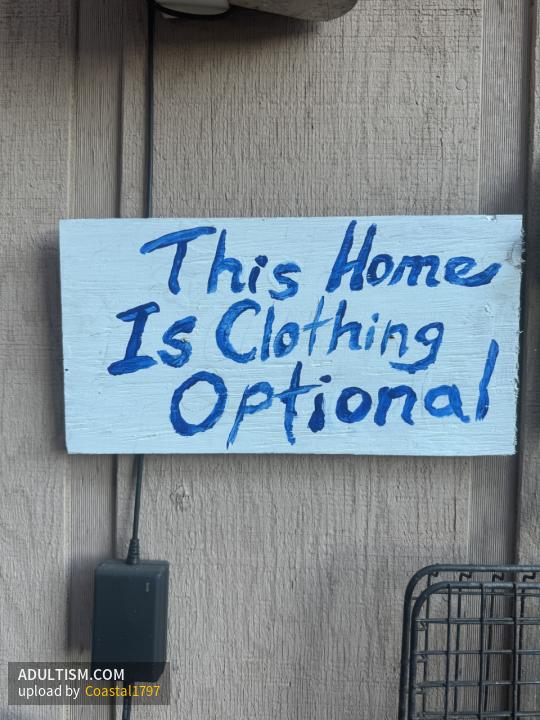 This Home
Is Clothing
Optional
ADULTISM.COM
upload by Coastal1797